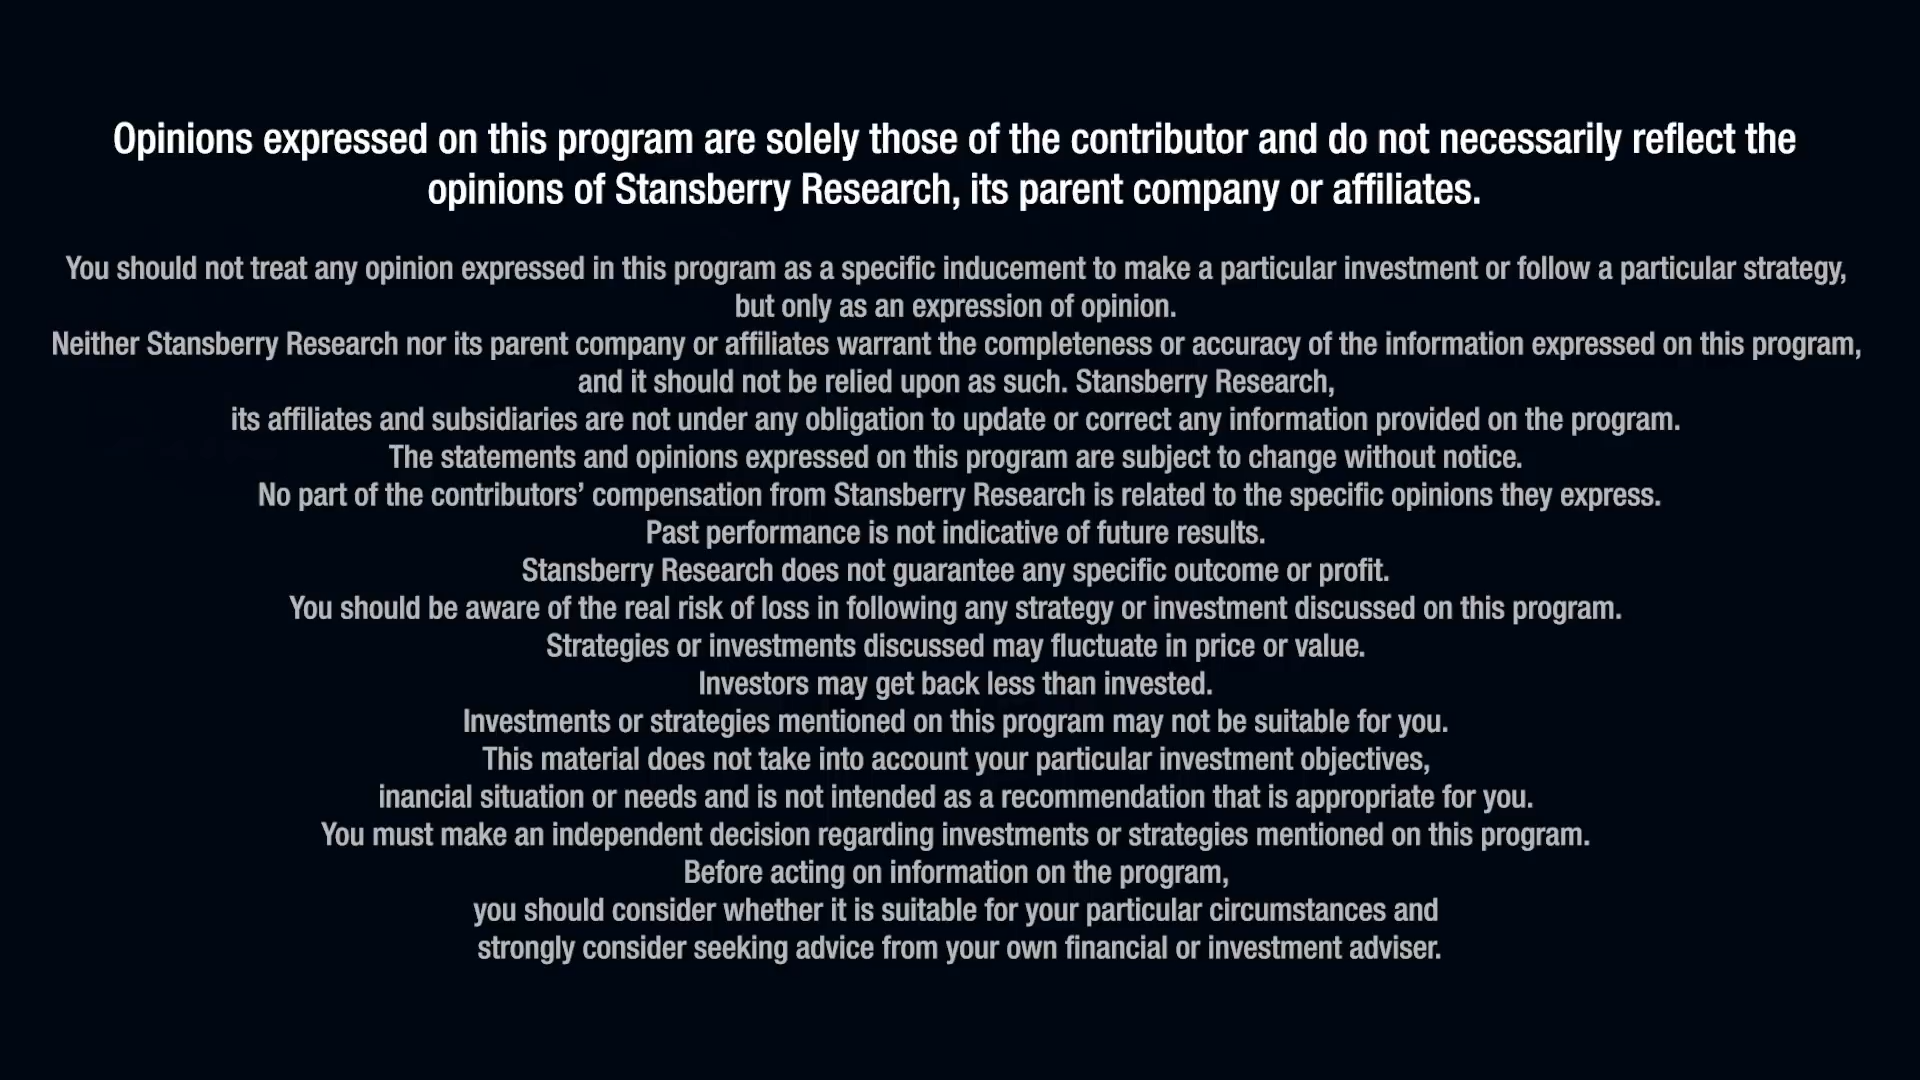 Opinions expressed on this program are solely those of the contributor and do not necessarily reflect the
opinions of Stansberry Research, its parent company or affiliates.
You should not treat any opinion expressed in this program as a specific inducement to make a particular investment or follow a particular strategy,
but only as an expression of opinion.
Neither Stansberry Research nor its parent company or affiliates warrant the completeness or accuracy of the information expressed on this program,
and it should not be relied upon as such. Stansberry Research,
its affiliates and subsidiaries are not under any obligation to update or correct any information provided on the program.
The statements and opinions expressed on this program are subject to change without notice.
No part of the contributors’ compensation from Stansberry Research is related to the specific opinions they express.
Past performance is not indicative of future results.
Stansberry Research does not guarantee any specific outcome or profit.
You should be aware of the real risk of loss in following any strategy or investment discussed on this program.
Strategies or investments discussed may fluctuate in price or value.
Investors may get back less than invested.
Investments or strategies mentioned on this program may not be suitable for you.
This material does not take into account your particular investment objectives,
inancial situation or needs and is not intended as a recommendation that is appropriate for you.
You must make an independent decision regarding investments or strategies mentioned on this program.
Before acting on information on the program,
you should consider whether it is suitable for your particular circumstances and
strongly consider seeking advice from your own financial or investment adviser.